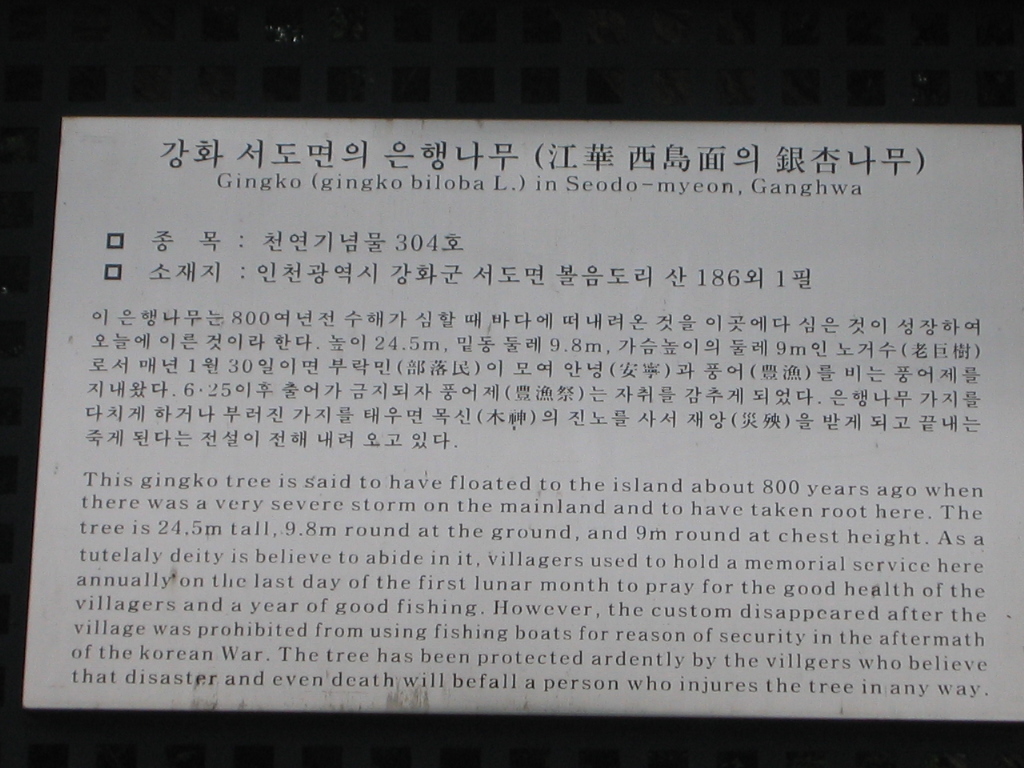 강화 서도면의 은행나무 (江華 西島面의 銀杏나무)
Gingko (gingko biloba L.) in Seodo-myeon, Ganghwa
종 목 : 천연기념물 304호
소재지 : 인천광역시 강화군 서도면 볼음도리 산 186외 1필
이 은행나무는 800여년전 수해가 심할 때 바다에 떠내려온 것을 이곳에다 심은 것이 성장하여
오늘에 이른 것이라 한다. 높이 24.5m, 밑동 둘레 9.8m, 가슴높이의 둘레 9m인 노거수(老巨樹)
로서 매년 1월 30일이면 부락민(部落民)이 모여 안녕(安寧)과 풍어(豐漁)를 비는 풍어제를
지내왔다. 6·25이후 출어가 금지되자 풍어제(豐漁祭)는 자취를 감추게 되었다. 은행나무 가지를
다치게 하거나 부러진 가지를 태우면 목신(木神)의 진노를 사서 재앙(災殃)을 받게 되고 끝내는
죽게 된다는 전설이 전해 내려 오고 있다.
This gingko tree is said to have floated to the island about 800 years ago when
there was a very severe storm on the mainland and to have taken root here. The
tree is 24.5m tall, 9.8m round at the ground, and 9m round at chest height. As a
tutelaly deity is believe to abide in it, villagers used to hold a memorial service here
annually on the last day of the first lunar month to pray for the good health of the
villagers and a year of good fishing. However, the custom disappeared after the
village was prohibited from using fishing boats for reason of security in the aftermath
of the korean War. The tree has been protected ardently by the villgers who believe
that disaster and even death will befall a person who injures the tree in any way.